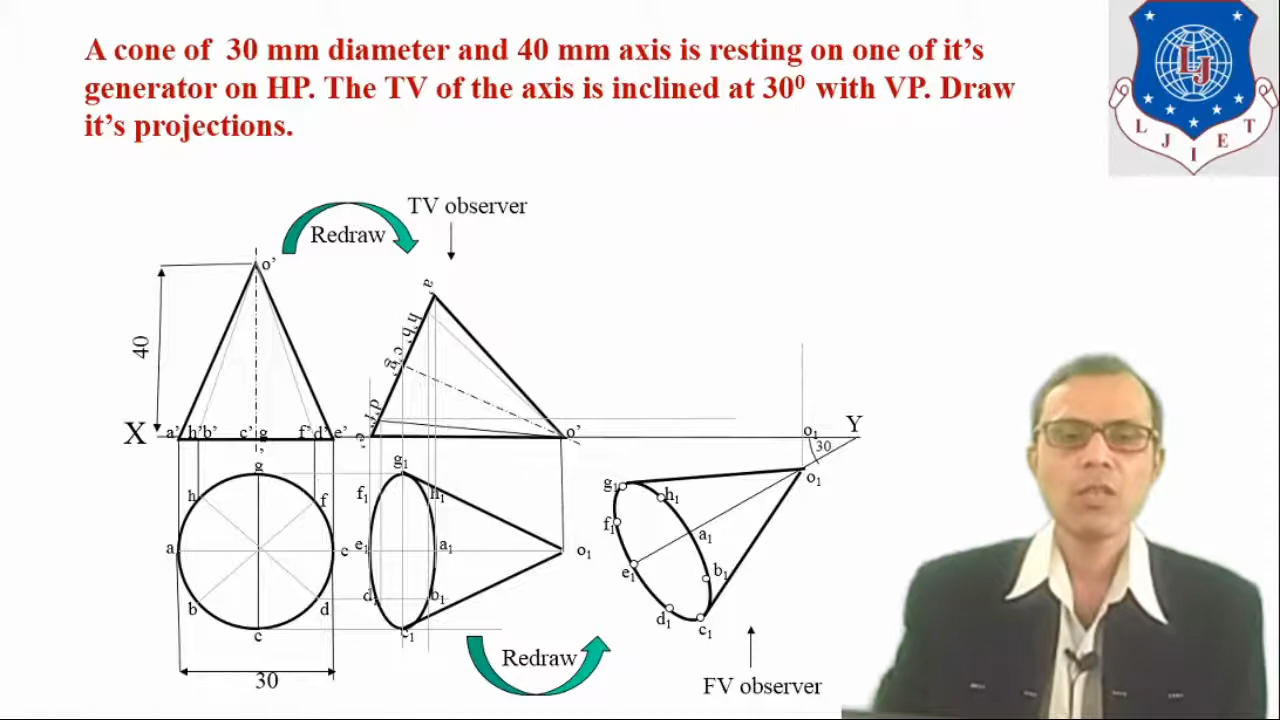 A cone of 30 mm diameter and 40 mm axis is resting on one of it's
generator on HP. The TV of the axis is inclined at 30⁰ with VP. Draw
it's projections.
LJ
L J I E T
TV observer
Redraw
o'
a'
h' b'
c' g'
40
d' f'
e'
X a' h' b' c' g' f' d' e' o' o₁ Y
30
g g₁ g₁ h₁ o₁
h f f₁ h₁ f₁
a e e₁ a₁ o₁ a₁
e₁ b₁
b d d₁ b₁ d₁ c₁
c c₁
Redraw
30
FV observer